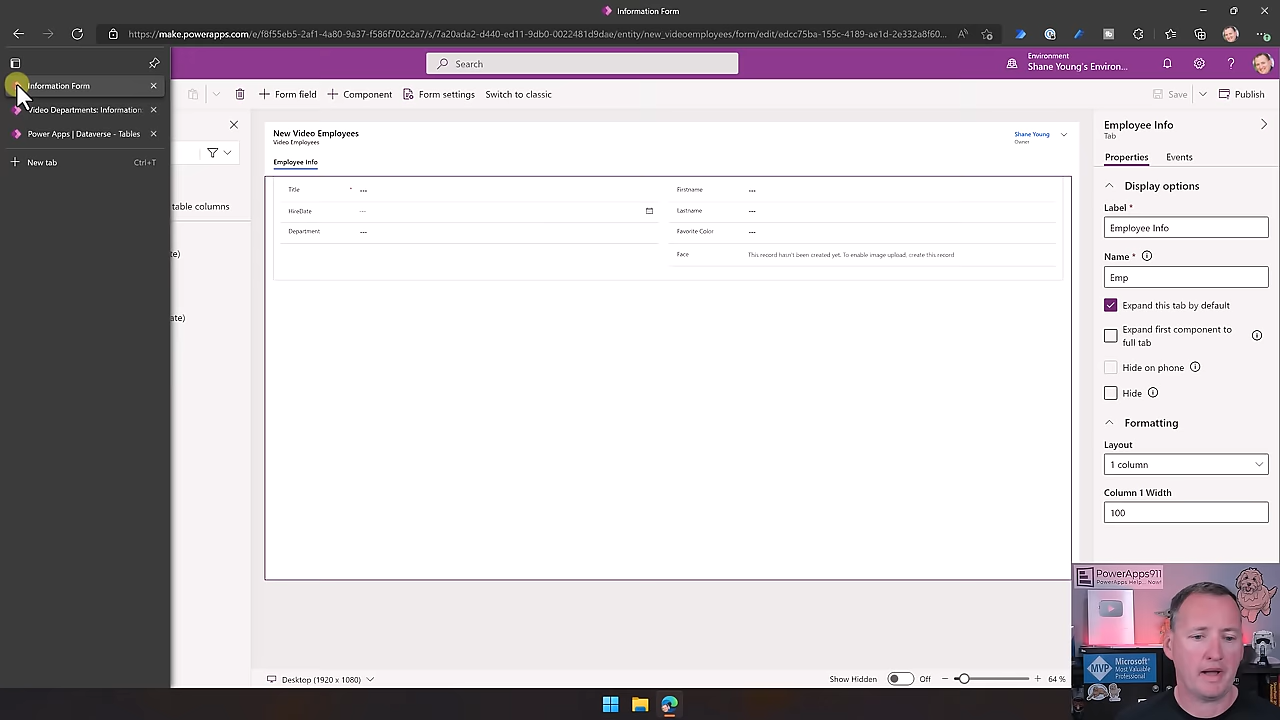 Information Form
https://make.powerapps.com/e/f8f55eb5-2af1-4a80-9a37-f586f702c2a7/s/7a20ada2-d440-ed11-9db0-0022481d9dae/entity/new_videoemployees/form/edit/edcc75ba-155c-4189-ae1d-2e332a8f60...
Search
Environment
Shane Young's Environ...
Information Form
Video Departments: Information
Power Apps | Dataverse - Tables
New tab
Ctrl+T
Form field
Component
Form settings
Switch to classic
Save
Publish
table columns
te)
ate)
New Video Employees
Video Employees
Shane Young
Owner
Employee Info
Title * ---
Firstname ---
HireDate ---
Lastname ---
Department ---
Favorite Color ---
Face This record hasn't been created yet. To enable image upload, create this record
Employee Info
Tab
Properties
Events
Display options
Label *
Employee Info
Name *
Emp
Expand this tab by default
Expand first component to
full tab
Hide on phone
Hide
Formatting
Layout
1 column
Column 1 Width
100
Desktop (1920 x 1080)
Show Hidden
Off
64 %
PowerApps911
PowerApps Help... Now!
MVP
Microsoft
Most Valuable
Professional